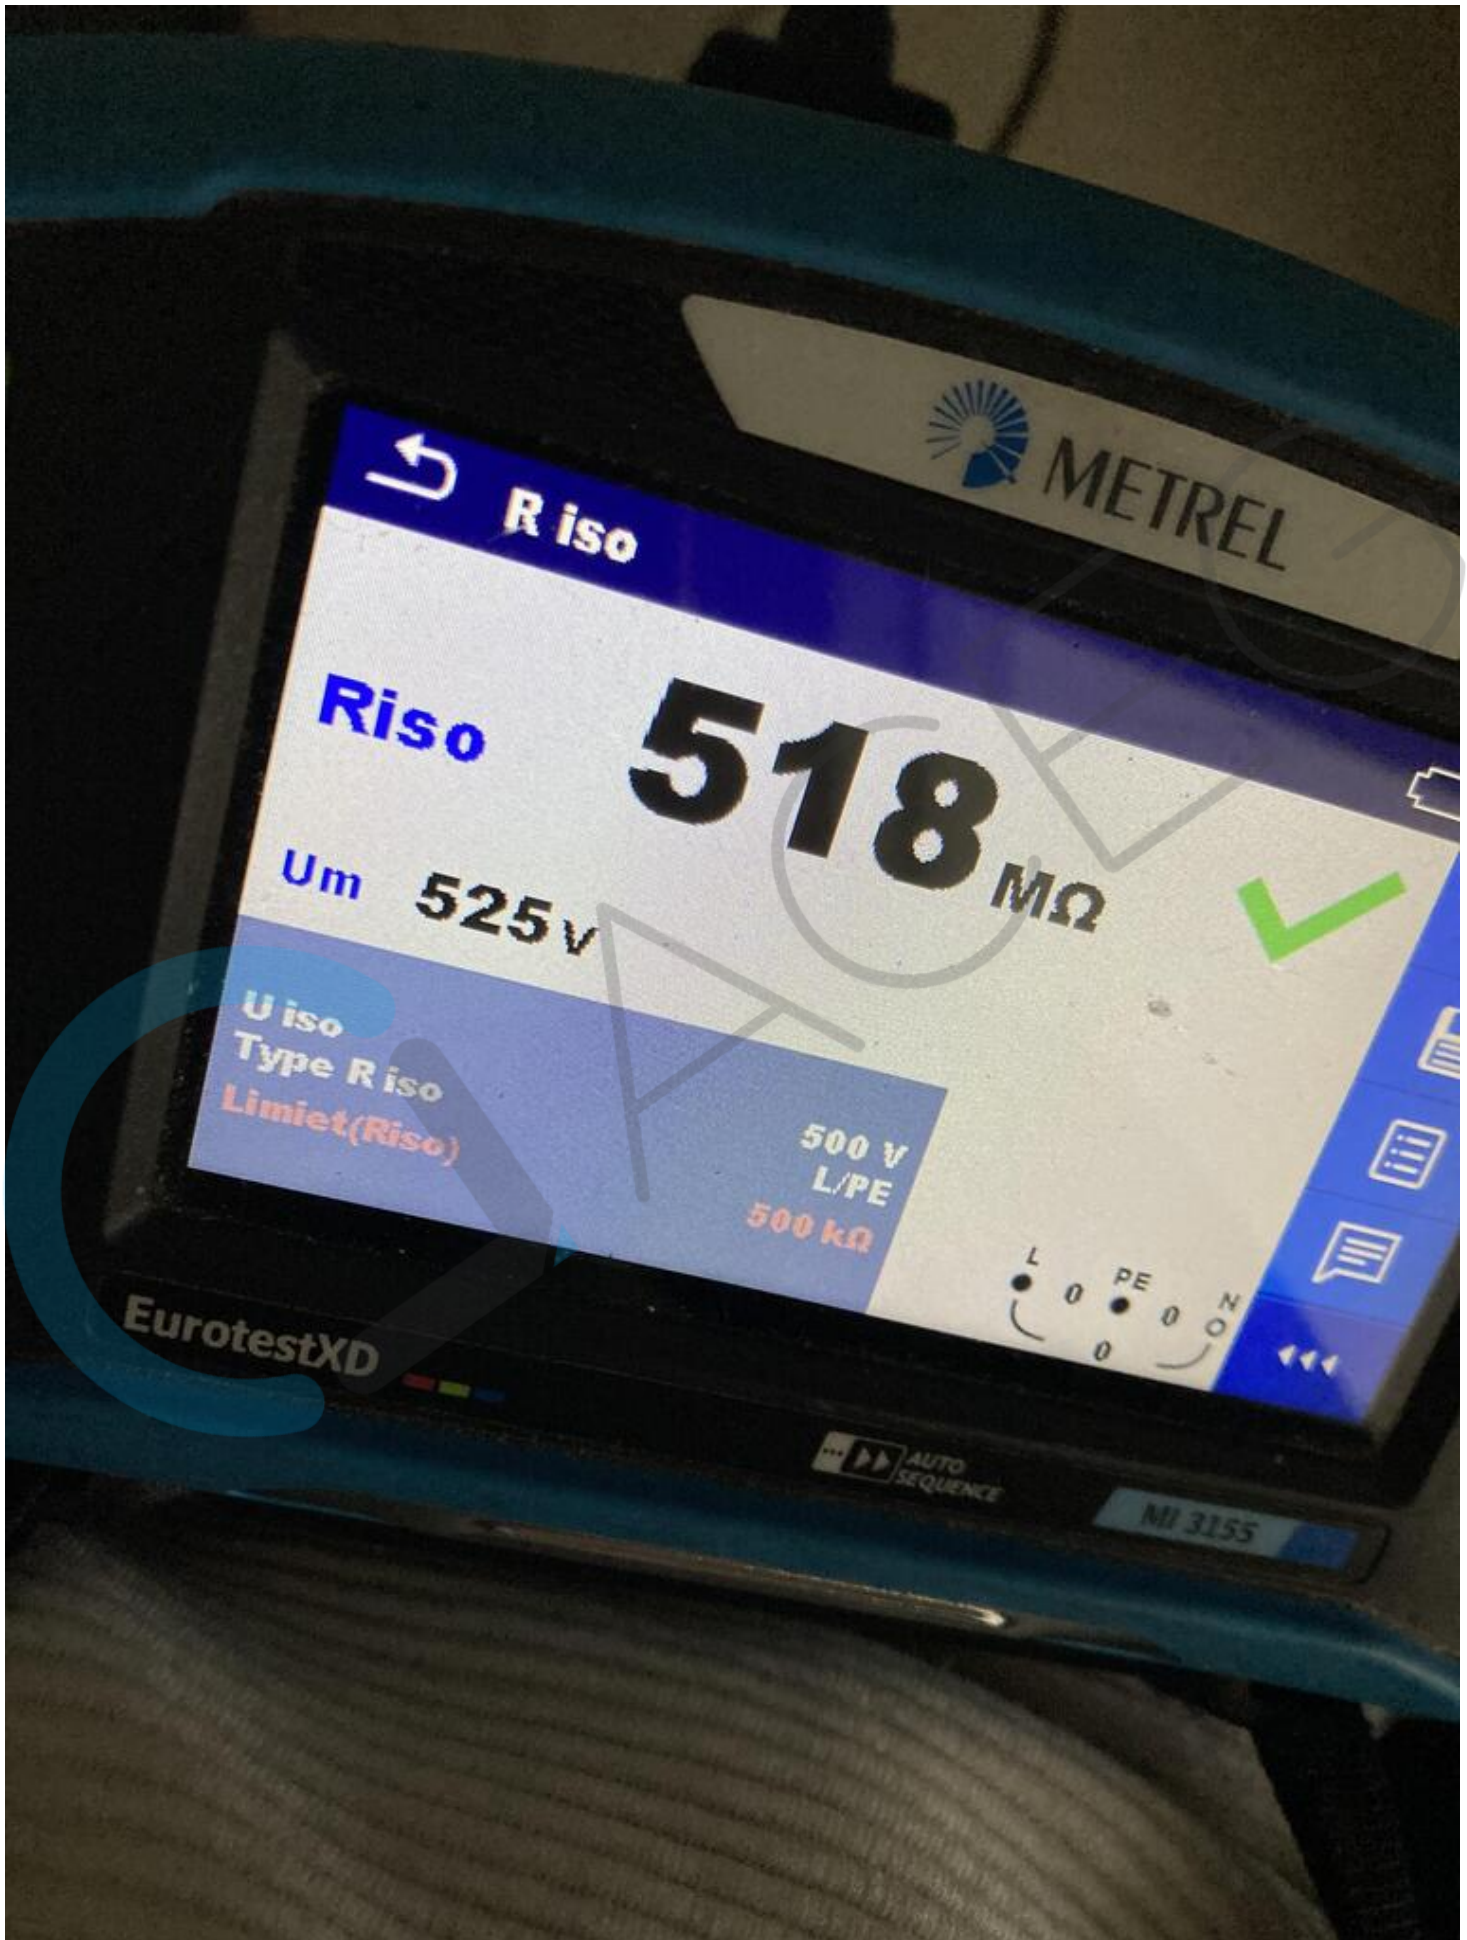 METREL
R iso
Riso 518 MΩ
Um 525 V
U iso 500 V
Type R iso L/PE
Limiet(Riso) 500 kΩ
L PE N
0 0
0
EurotestXD
AUTO
SEQUENCE
MI 3155